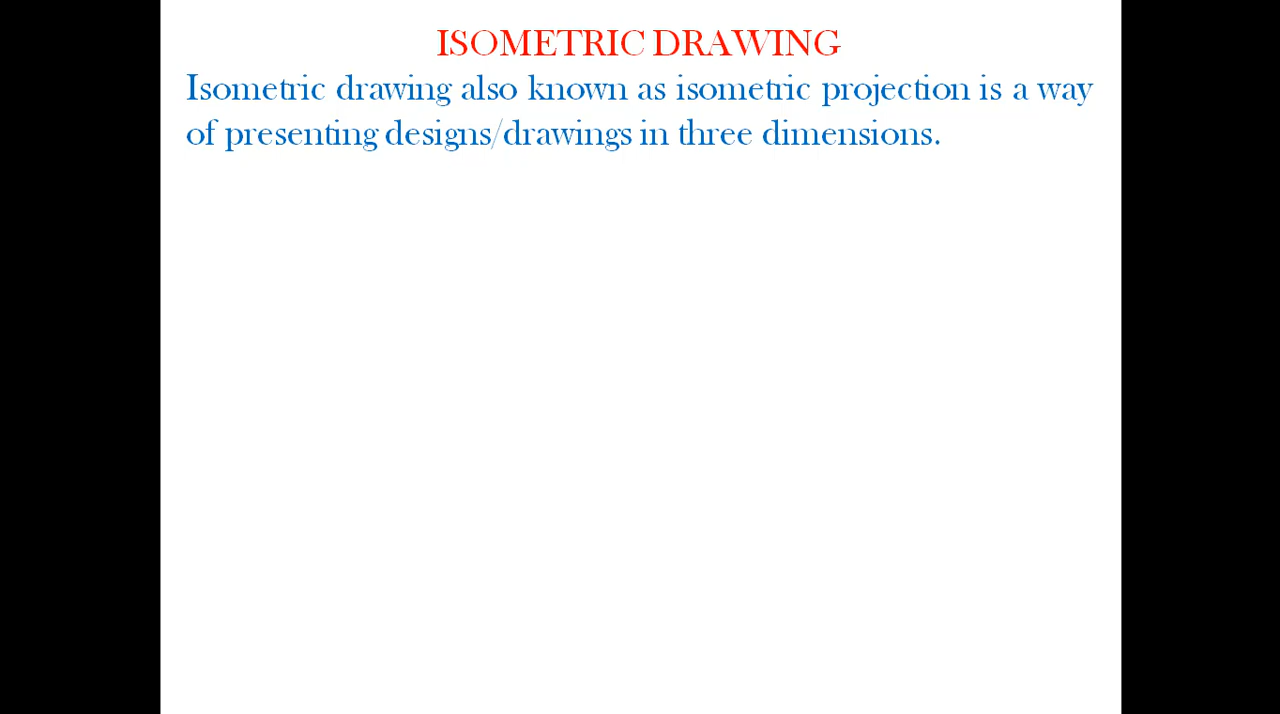 ISOMETRIC DRAWING
Isometric drawing also known as isometric projection is a way
of presenting designs/drawings in three dimensions.